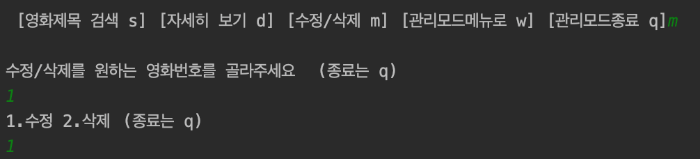 [영화제목 검색 s] [자세히 보기 d] [수정/삭제 m] [관리모드메뉴로 w] [관리모드종료 q]m
수정/삭제를 원하는 영화번호를 골라주세요 (종료는 q)
1
1.수정 2.삭제 (종료는 q)
1